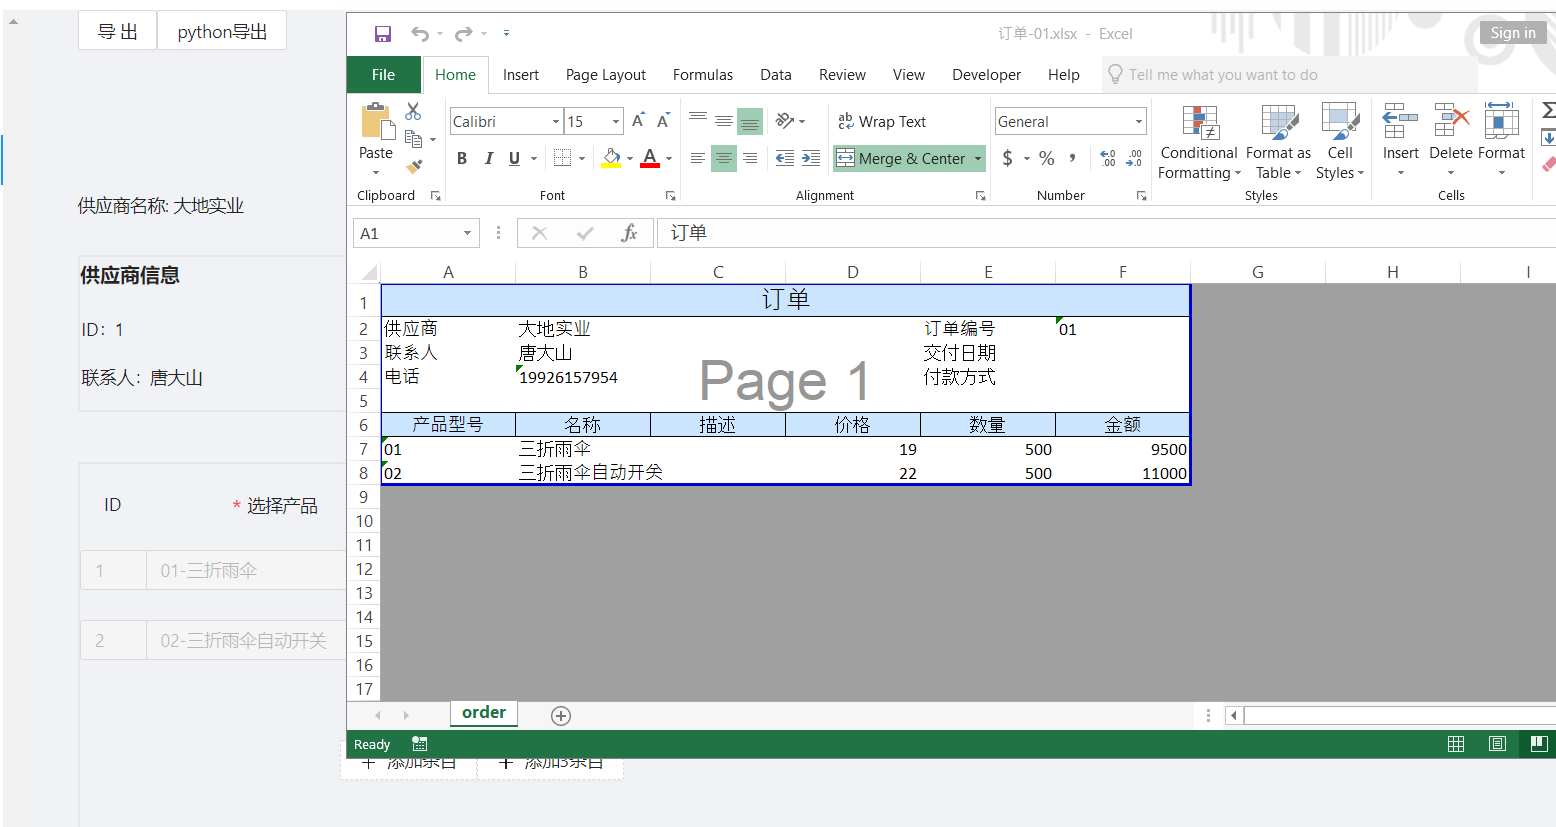 导 出
python导出
供应商名称: 大地实业
供应商信息
ID: 1
联系人: 唐大山
ID
* 选择产品
1 01-三折雨伞
2 02-三折雨伞自动开关
订单-01.xlsx - Excel
Sign in
File Home Insert Page Layout Formulas Data Review View Developer Help Tell me what you want to do
Paste
Clipboard
Calibri 15
A A
B I U A
Font
ab Wrap Text
Merge & Center
Alignment
General
$ % ,
Number
Conditional Formatting
Format as Table
Cell Styles
Styles
Insert Delete Format
Cells
A1 fx 订单
A B C D E F G H I
1 订单
2 供应商 大地实业 订单编号 01
3 联系人 唐大山 交付日期
4 电话 19926157954 付款方式
Page 1
5
6 产品型号 名称 描述 价格 数量 金额
7 01 三折雨伞 19 500 9500
8 02 三折雨伞自动开关 22 500 11000
9
10
11
12
13
14
15
16
17
order
Ready
+ 添加条目 + 添加3条目